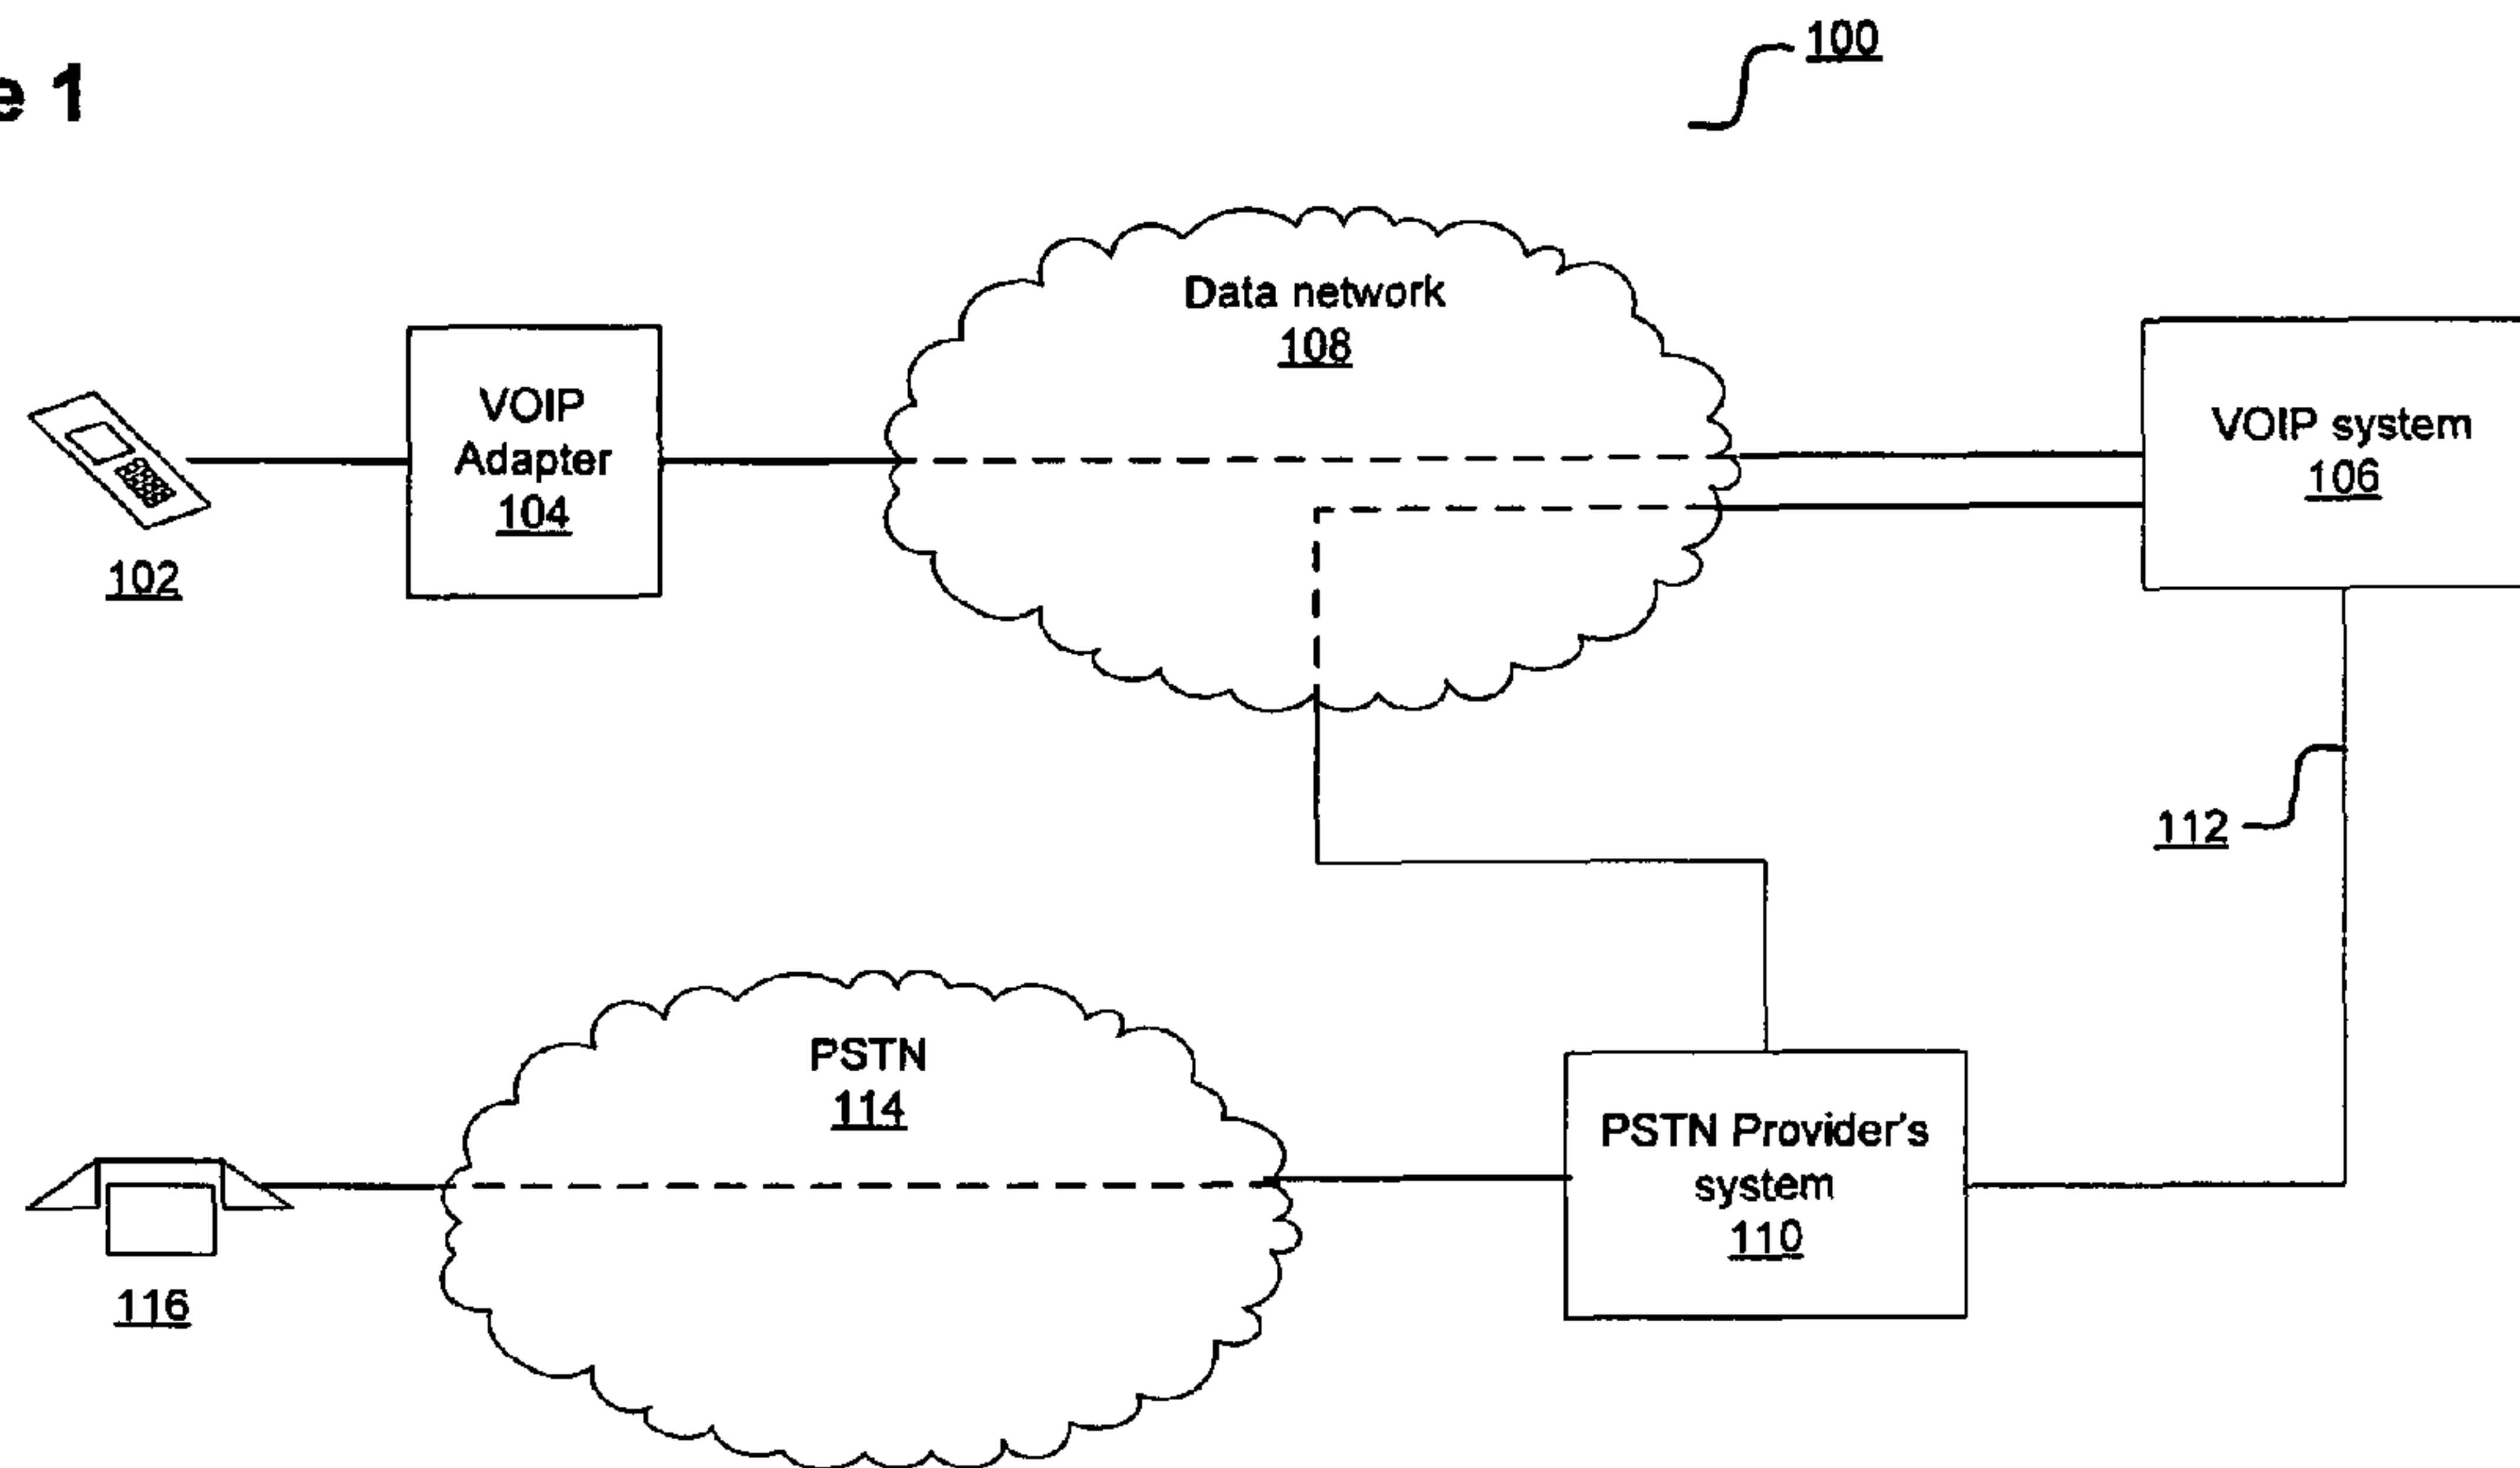 e 1
100
Data network
108
VOIP
Adapter
104
VOIP system
106
102
112
PSTN
114
PSTN Provider's
system
110
116